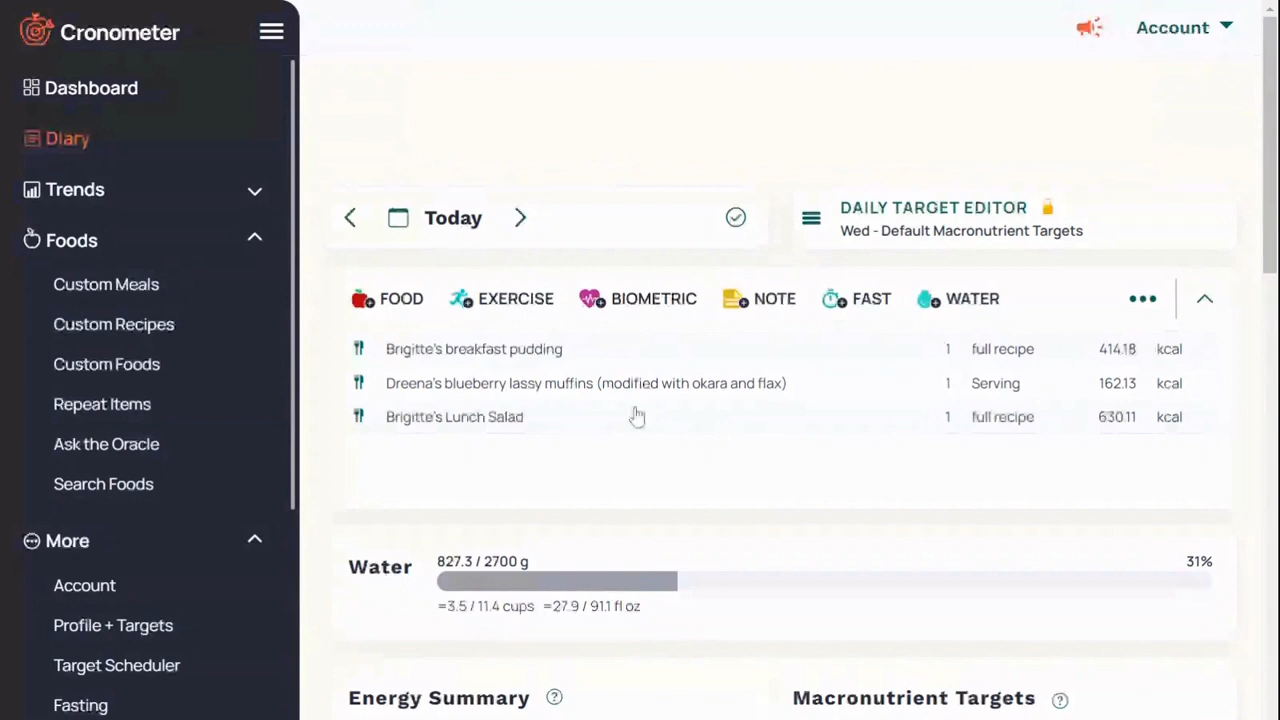 Cronometer
Account
Dashboard
Diary
Trends
Foods
Custom Meals
Custom Recipes
Custom Foods
Repeat Items
Ask the Oracle
Search Foods
More
Account
Profile + Targets
Target Scheduler
Fasting
Today
DAILY TARGET EDITOR
Wed - Default Macronutrient Targets
FOOD EXERCISE BIOMETRIC NOTE FAST WATER
Brigitte's breakfast pudding 1 full recipe 414.18 kcal
Dreena's blueberry lassy muffins (modified with okara and flax) 1 Serving 162.13 kcal
Brigitte's Lunch Salad 1 full recipe 630.11 kcal
Water 827.3 / 2700 g 31%
=3.5 / 11.4 cups =27.9 / 91.1 fl oz
Energy Summary ?
Macronutrient Targets ?